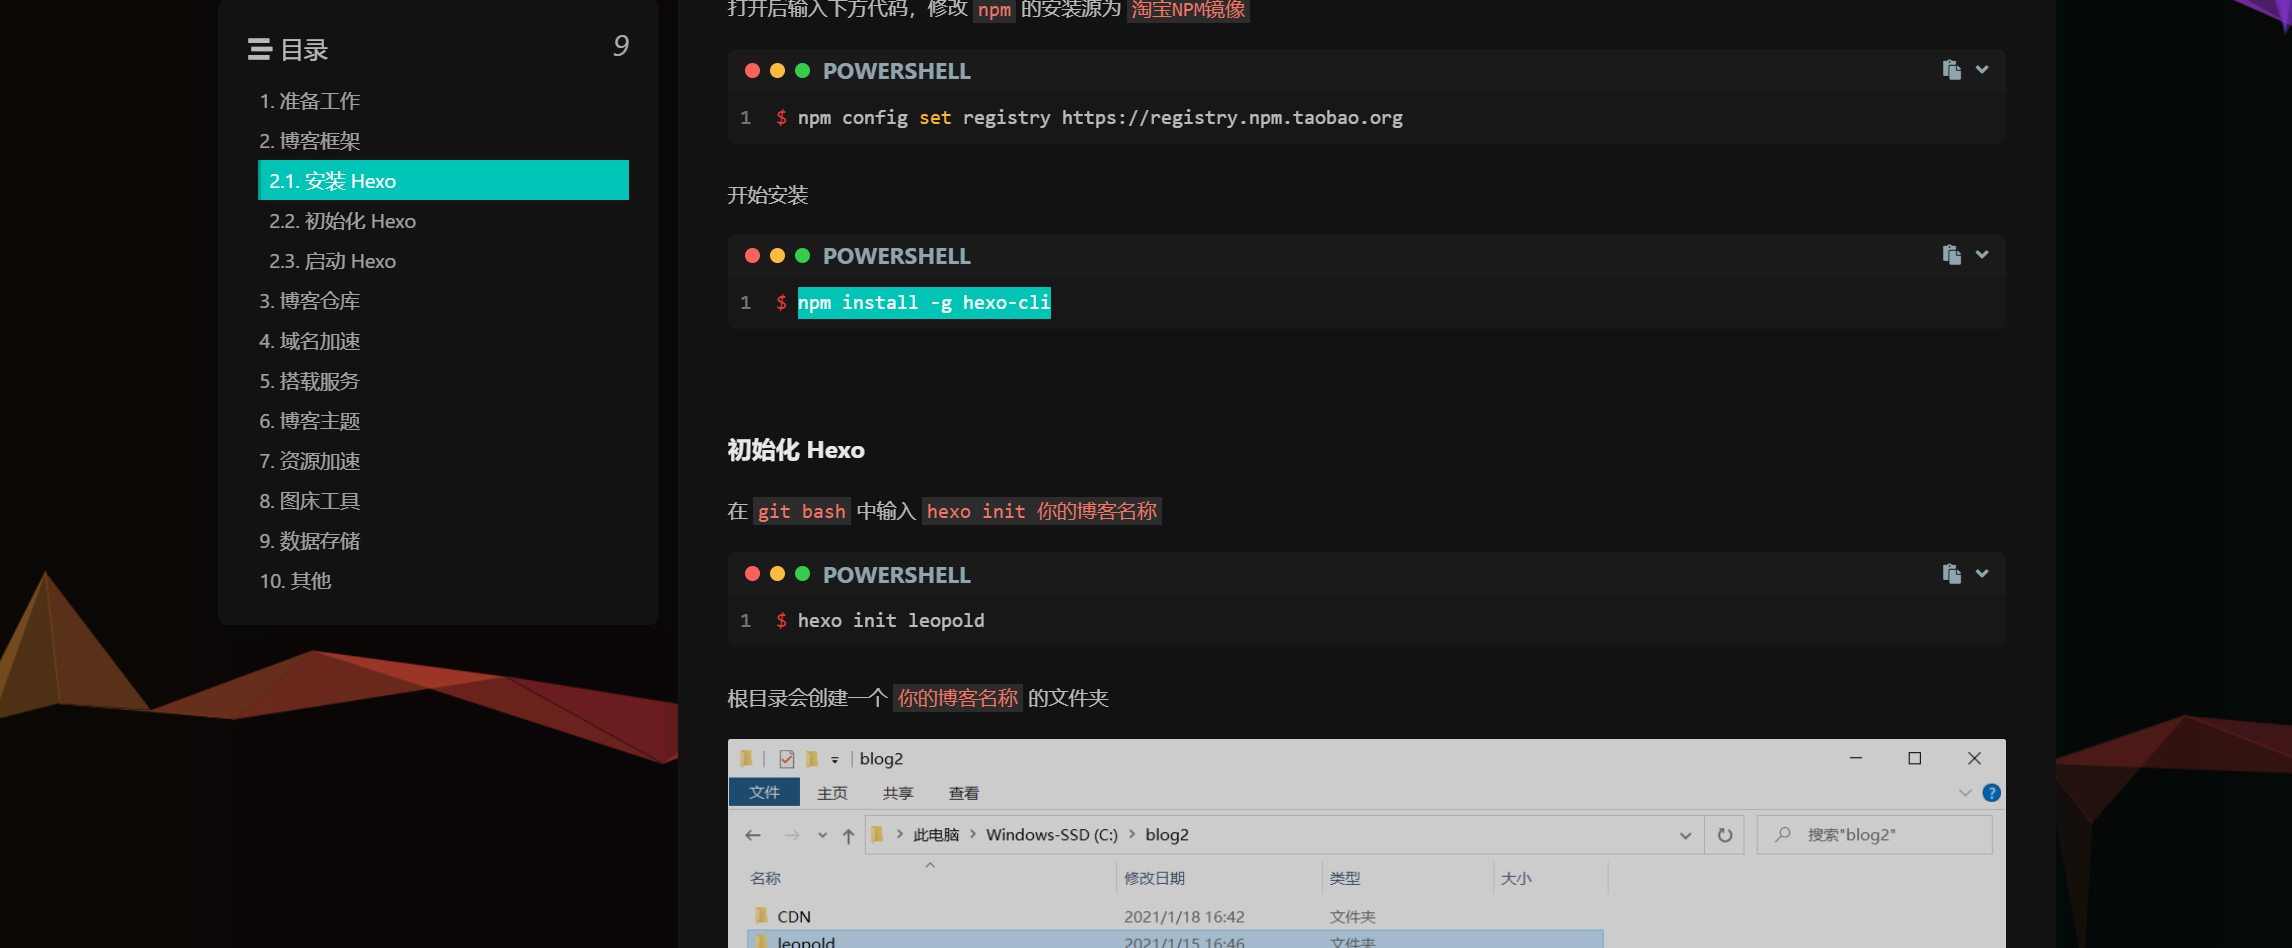 目录
9
1. 准备工作
2. 博客框架
2.1. 安装 Hexo
2.2. 初始化 Hexo
2.3. 启动 Hexo
3. 博客仓库
4. 域名加速
5. 搭载服务
6. 博客主题
7. 资源加速
8. 图床工具
9. 数据存储
10. 其他
打开后输入下方代码，修改 npm 的安装源为 淘宝NPM镜像
POWERSHELL
1 $ npm config set registry https://registry.npm.taobao.org
开始安装
POWERSHELL
1 $ npm install -g hexo-cli
初始化 Hexo
在 git bash 中输入 hexo init 你的博客名称
POWERSHELL
1 $ hexo init leopold
根目录会创建一个 你的博客名称 的文件夹
blog2
文件 主页 共享 查看
此电脑 > Windows-SSD (C:) > blog2
搜索"blog2"
名称 修改日期 类型 大小
CDN 2021/1/18 16:42 文件夹
leopold 2021/1/15 16:46 文件夹